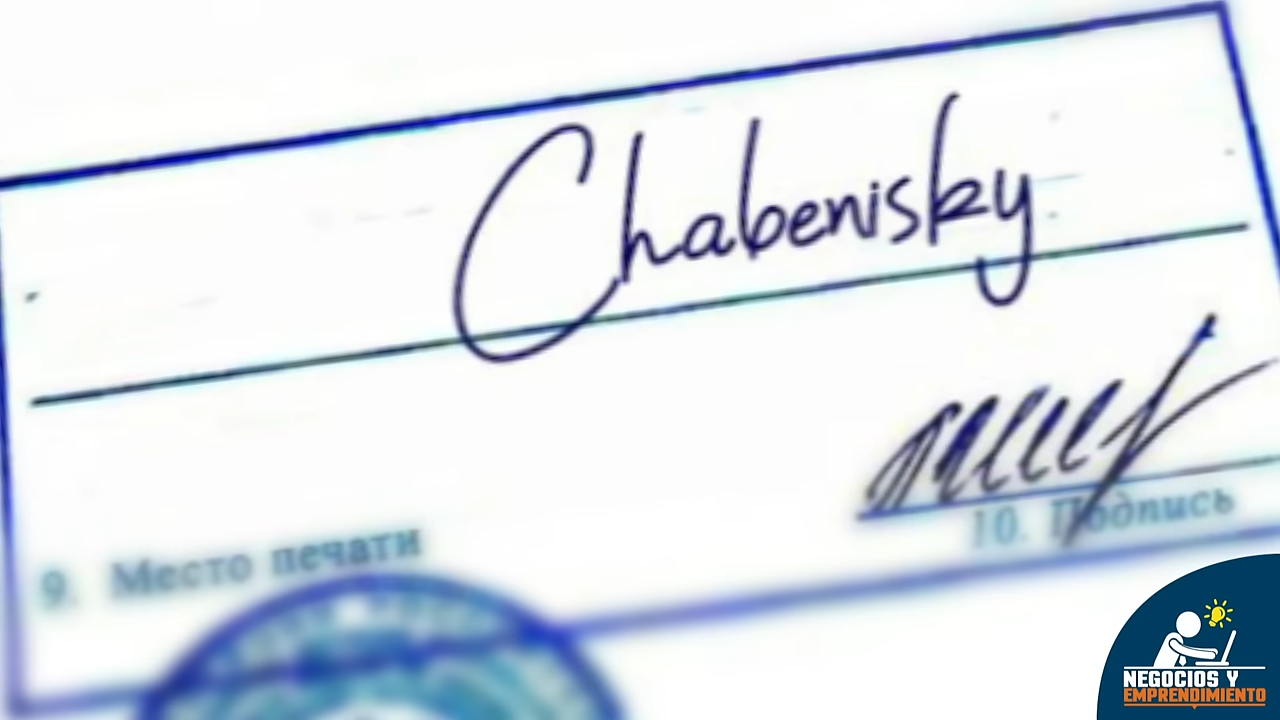 Chabenisky
10. Подпись
9. Место печати
NEGOCIOS Y
EMPRENDIMIENTO